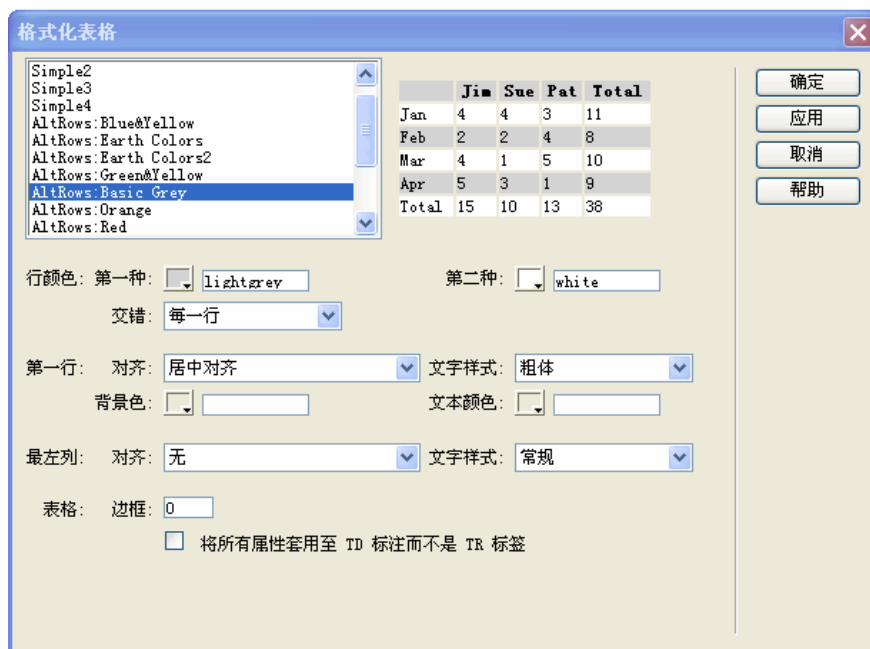 格式化表格
Simple2
Simple3
Simple4
AltRows:Blue&Yellow
AltRows:Earth Colors
AltRows:Earth Colors2
AltRows:Green&Yellow
AltRows:Basic Grey
AltRows:Orange
AltRows:Red
Jim Sue Pat Total
Jan 4 4 3 11
Feb 2 2 4 8
Mar 4 1 5 10
Apr 5 3 1 9
Total 15 10 13 38
确定
应用
取消
帮助
行颜色: 第一种: lightgrey 第二种: white
交错: 每一行
第一行: 对齐: 居中对齐 文字样式: 粗体
背景色: 文本颜色:
最左列: 对齐: 无 文字样式: 常规
表格: 边框: 0
将所有属性套用至 TD 标注而不是 TR 标签